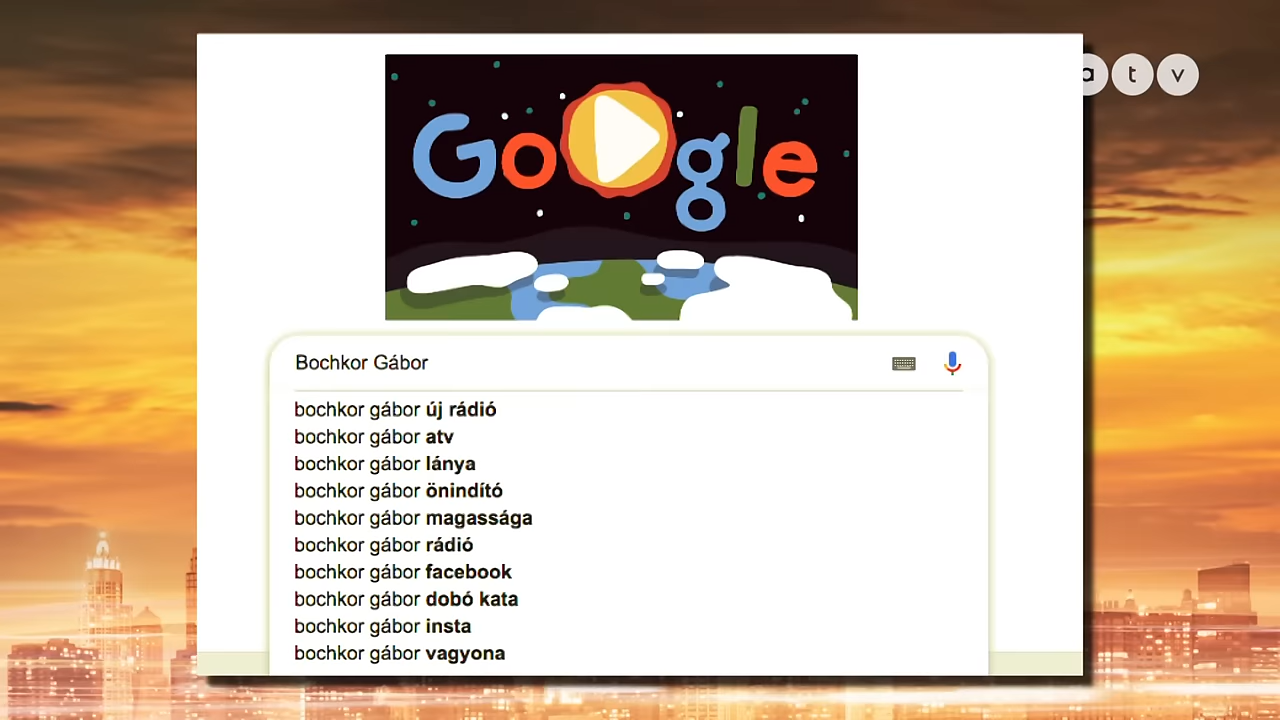 atv
Google
Bochkor Gábor
bochkor gábor új rádió
bochkor gábor atv
bochkor gábor lánya
bochkor gábor önindító
bochkor gábor magassága
bochkor gábor rádió
bochkor gábor facebook
bochkor gábor dobó kata
bochkor gábor insta
bochkor gábor vagyona